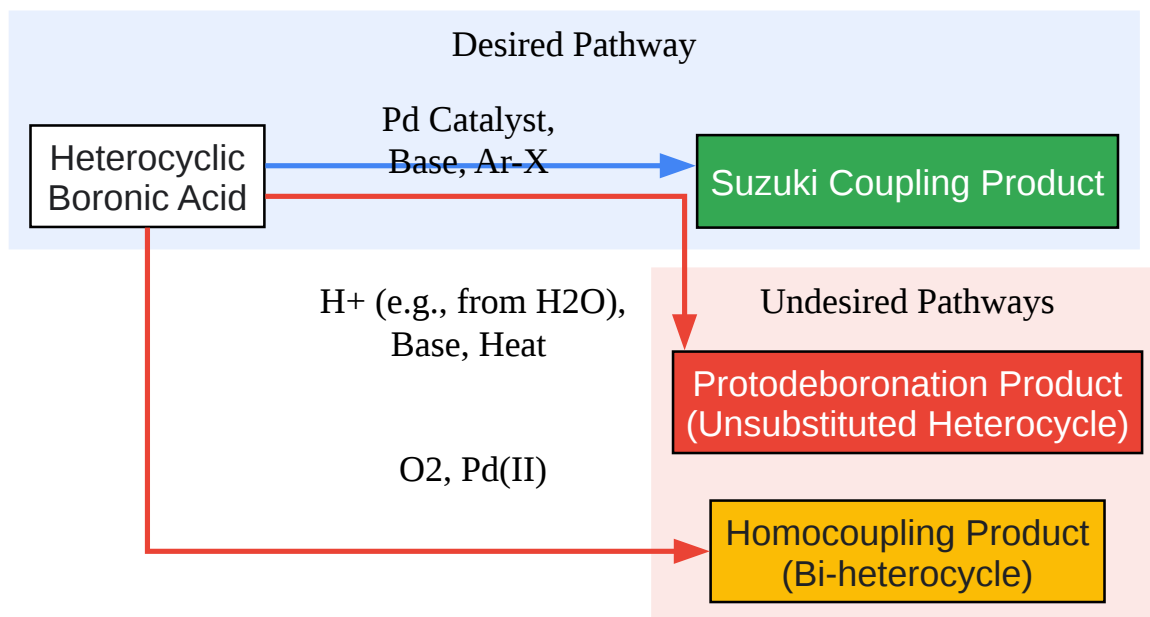 Desired Pathway
Pd Catalyst,
Base, Ar-X
Heterocyclic
Boronic Acid
Suzuki Coupling Product
H+ (e.g., from H2O),
Base, Heat
Undesired Pathways
Protodeboronation Product
(Unsubstituted Heterocycle)
O2, Pd(II)
Homocoupling Product
(Bi-heterocycle)